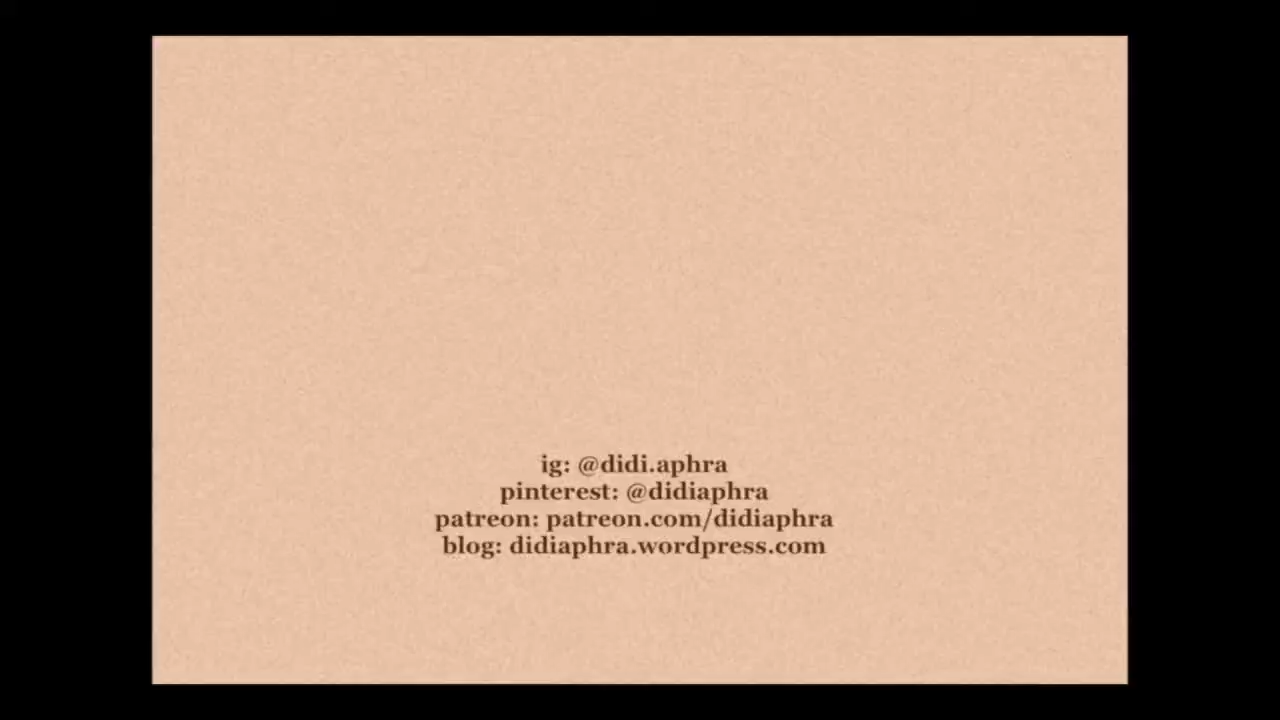 ig: @didi.aphra
pinterest: @didiaphra
patreon: patreon.com/didiaphra
blog: didiaphra.wordpress.com